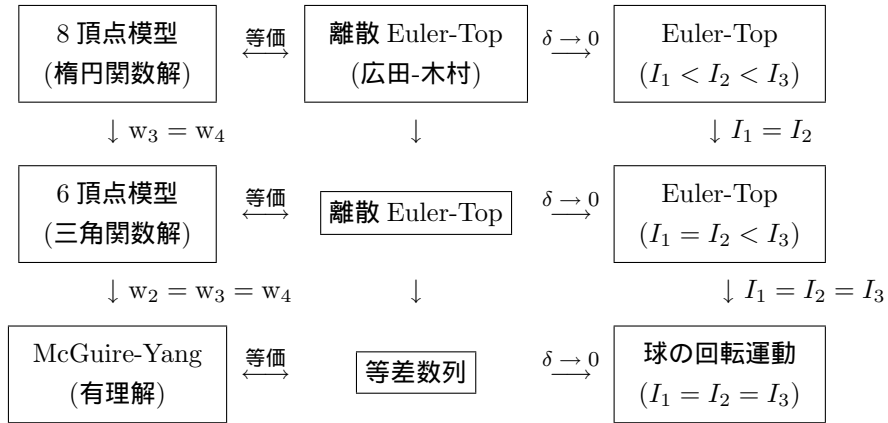 8 頂点模型 等価 離散 Euler-Top δ → 0 Euler-Top
(楕円関数解) ⟷ (広田-木村) ⟶ (I₁ < I₂ < I₃)
↓ w₃ = w₄ ↓ ↓ I₁ = I₂
6 頂点模型 等価 離散 Euler-Top δ → 0 Euler-Top
(三角関数解) ⟷ ⟶ (I₁ = I₂ < I₃)
↓ w₂ = w₃ = w₄ ↓ ↓ I₁ = I₂ = I₃
McGuire-Yang 等価 等差数列 δ → 0 球の回転運動
(有理解) ⟷ ⟶ (I₁ = I₂ = I₃)